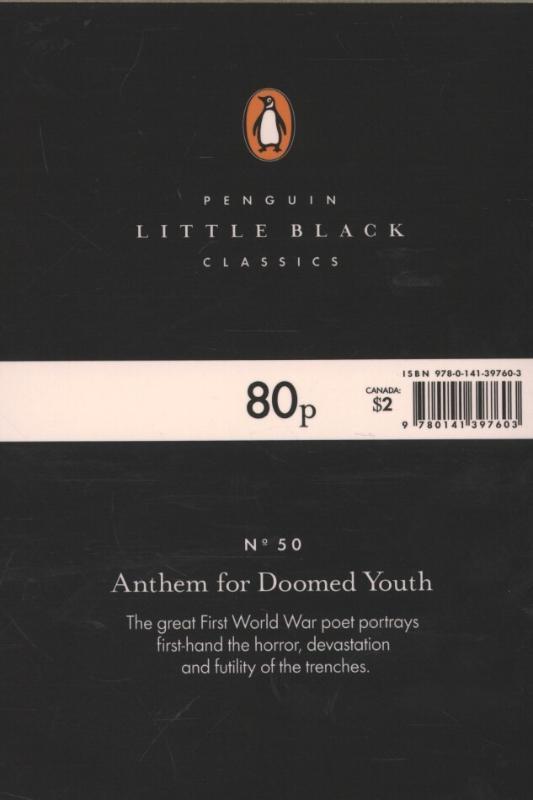 PENGUIN
LITTLE BLACK
CLASSICS
ISBN 978-0-141-39760-3
80p
CANADA:
$2
9 780141 397603
Nº 50
Anthem for Doomed Youth
The great First World War poet portrays
first-hand the horror, devastation
and futility of the trenches.